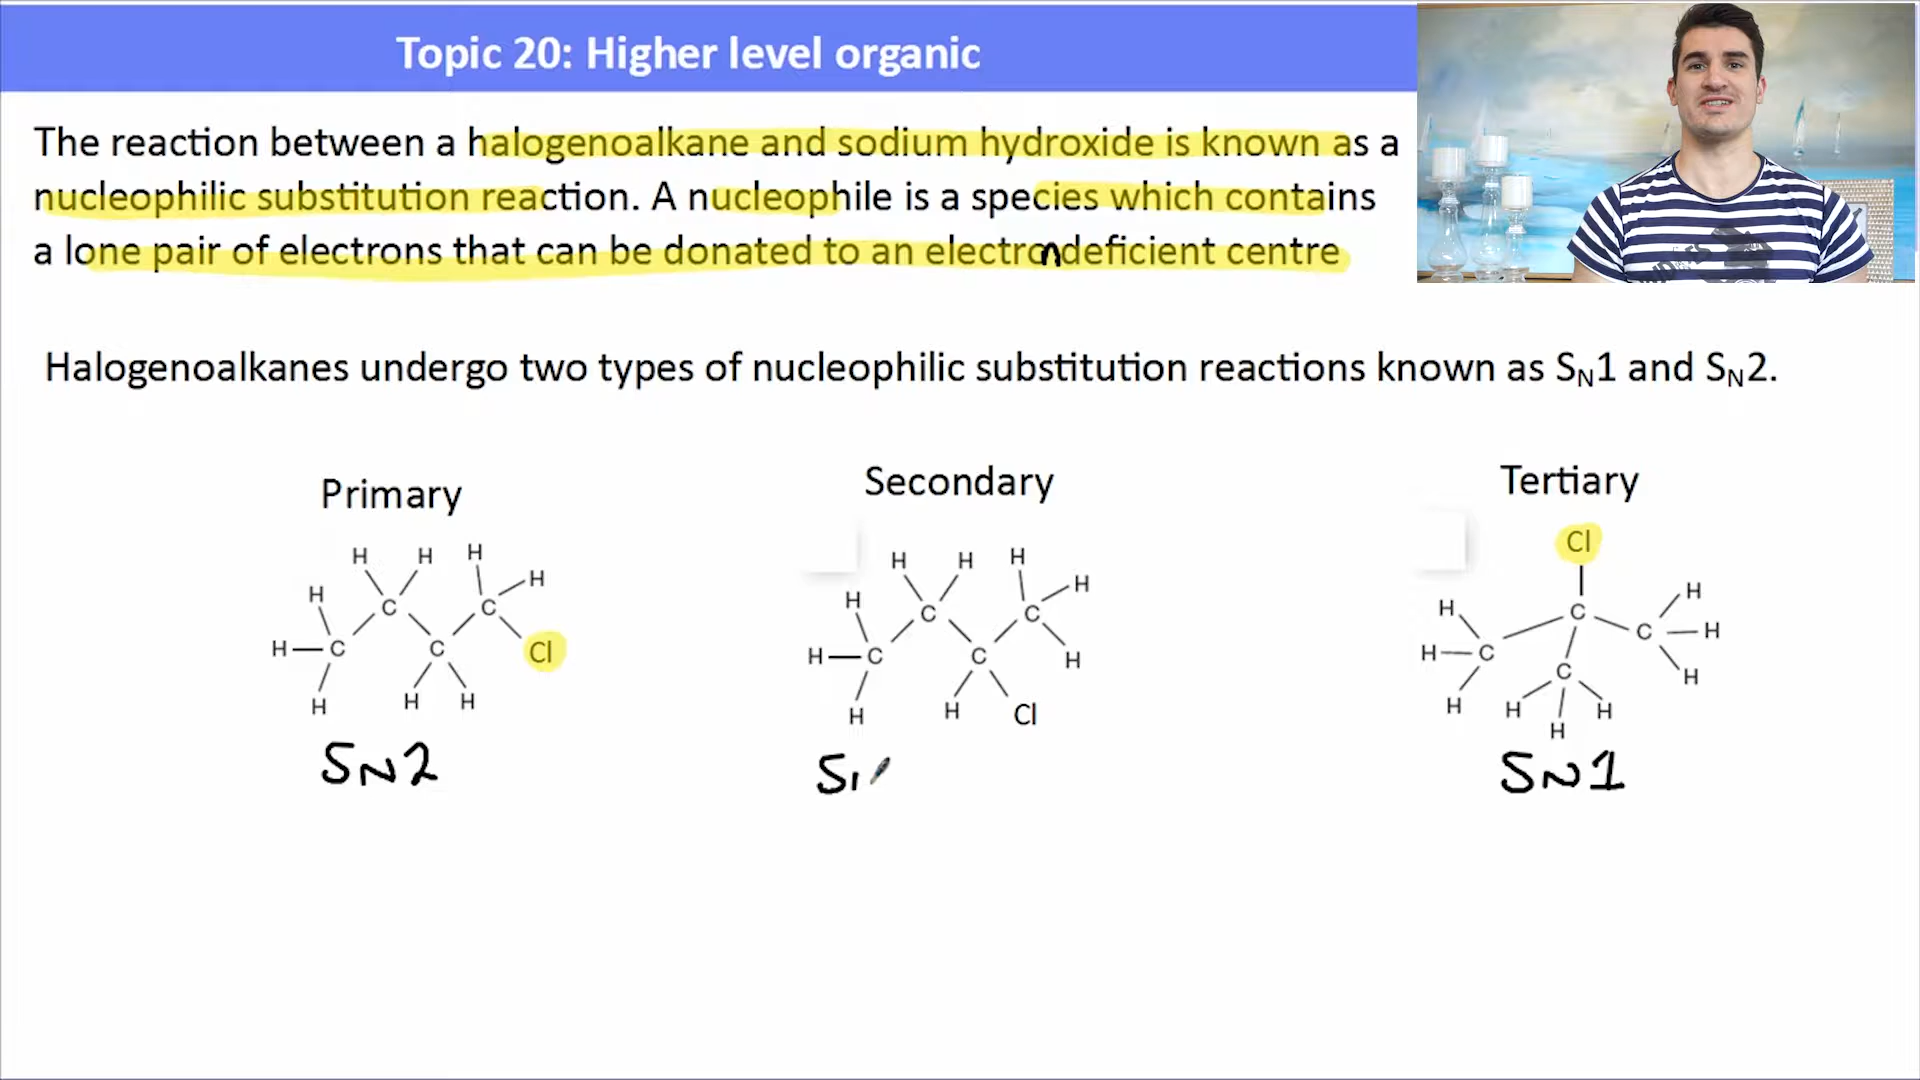 Topic 20: Higher level organic
The reaction between a halogenoalkane and sodium hydroxide is known as a
nucleophilic substitution reaction. A nucleophile is a species which contains
a lone pair of electrons that can be donated to an electron deficient centre
Halogenoalkanes undergo two types of nucleophilic substitution reactions known as SN1 and SN2.
Primary
H H H
H H
C C
H C C Cl
H H H
SN2
Secondary
H H H
H H
C C
H C C H
H H Cl
S
Tertiary
Cl
H H
C C H
H C
C H
H H H
H
SN1